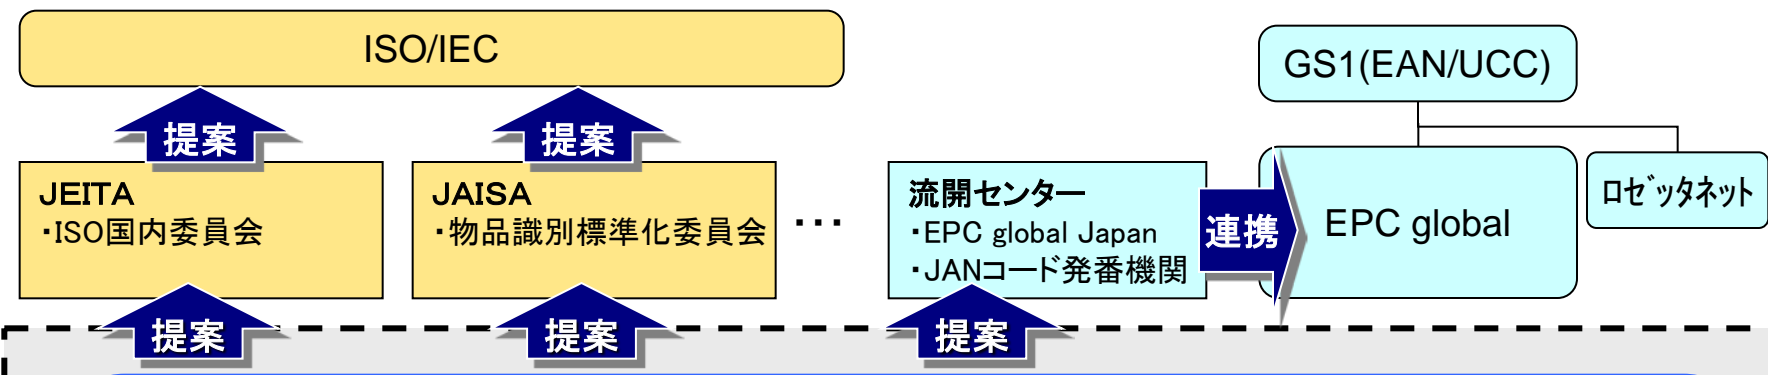 ISO/IEC
GS1(EAN/UCC)
提案
提案
JEITA
・ISO国内委員会
JAISA
・物品識別標準化委員会
…
流開センター
・EPC global Japan
・JANコード発番機関
連携
EPC global
ﾛｾﾞｯﾀﾈｯﾄ
提案
提案
提案